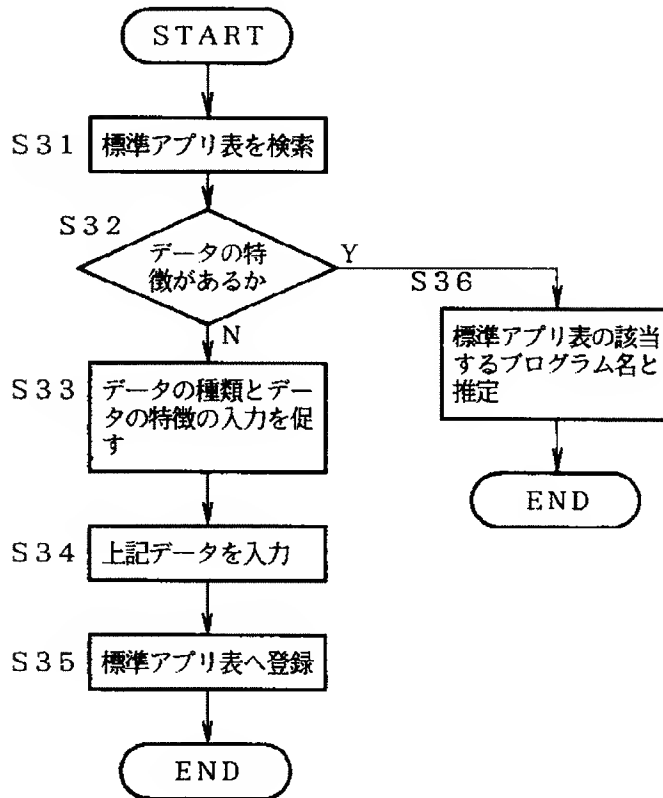 START
S31
標準アプリ表を検索
S32
データの特
徴があるか
Y
S36
標準アプリ表の該当
するプログラム名と
推定
END
N
S33
データの種類とデー
タの特徴の入力を促
す
S34
上記データを入力
S35
標準アプリ表へ登録
END